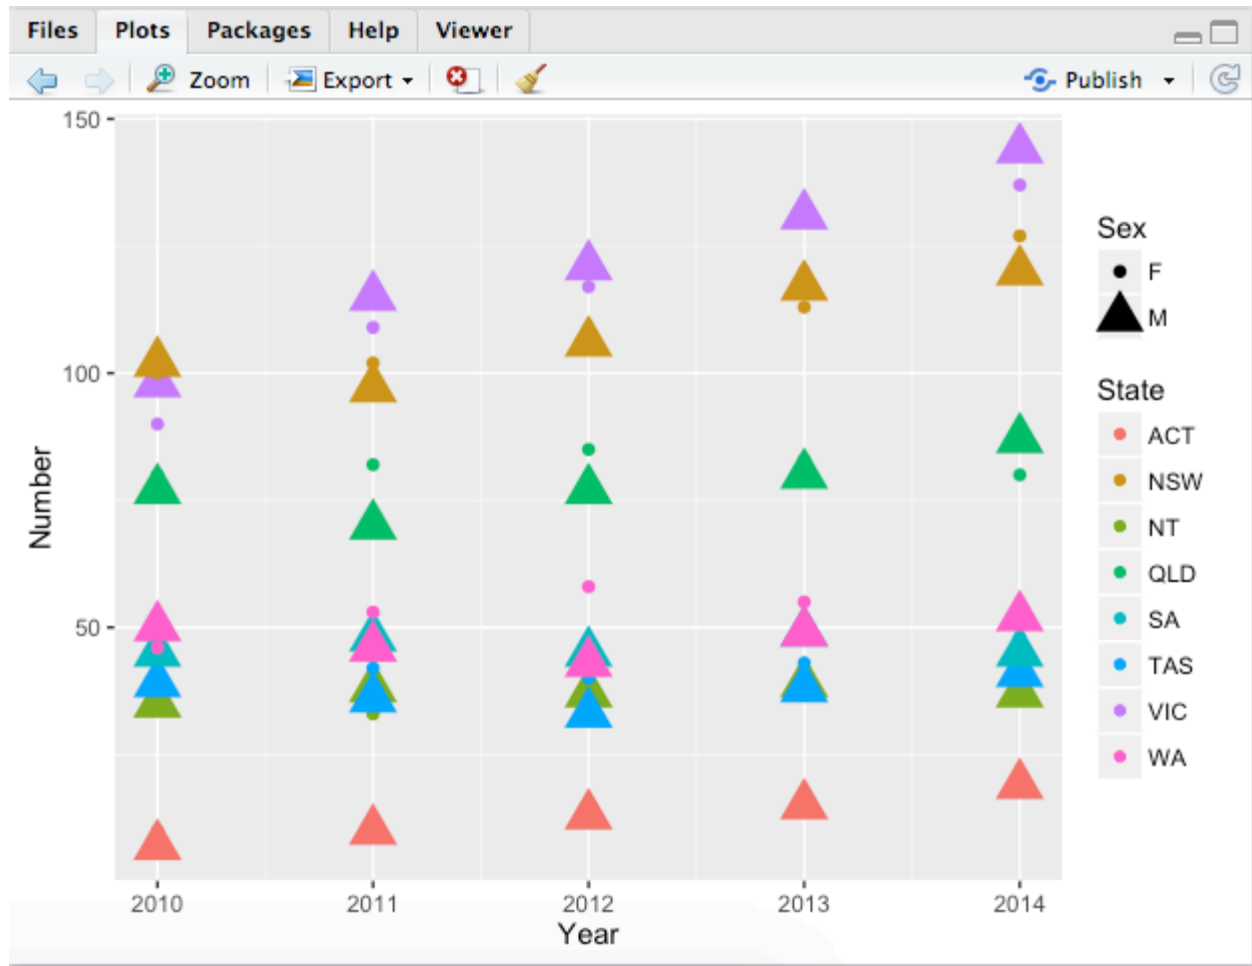 Files Plots Packages Help Viewer
Zoom Export Publish
150
100
50
Number
2010 2011 2012 2013 2014
Year
Sex
F
M
State
ACT
NSW
NT
QLD
SA
TAS
VIC
WA